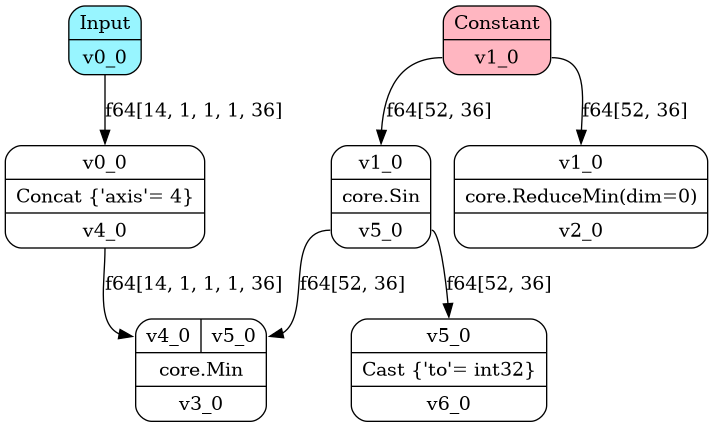 Input
v0_0
Constant
v1_0
f64[14, 1, 1, 1, 36]
f64[52, 36]
f64[52, 36]
v0_0
Concat {'axis'= 4}
v4_0
v1_0
core.Sin
v5_0
v1_0
core.ReduceMin(dim=0)
v2_0
f64[14, 1, 1, 1, 36]
f64[52, 36]
f64[52, 36]
v4_0
v5_0
core.Min
v3_0
v5_0
Cast {'to'= int32}
v6_0